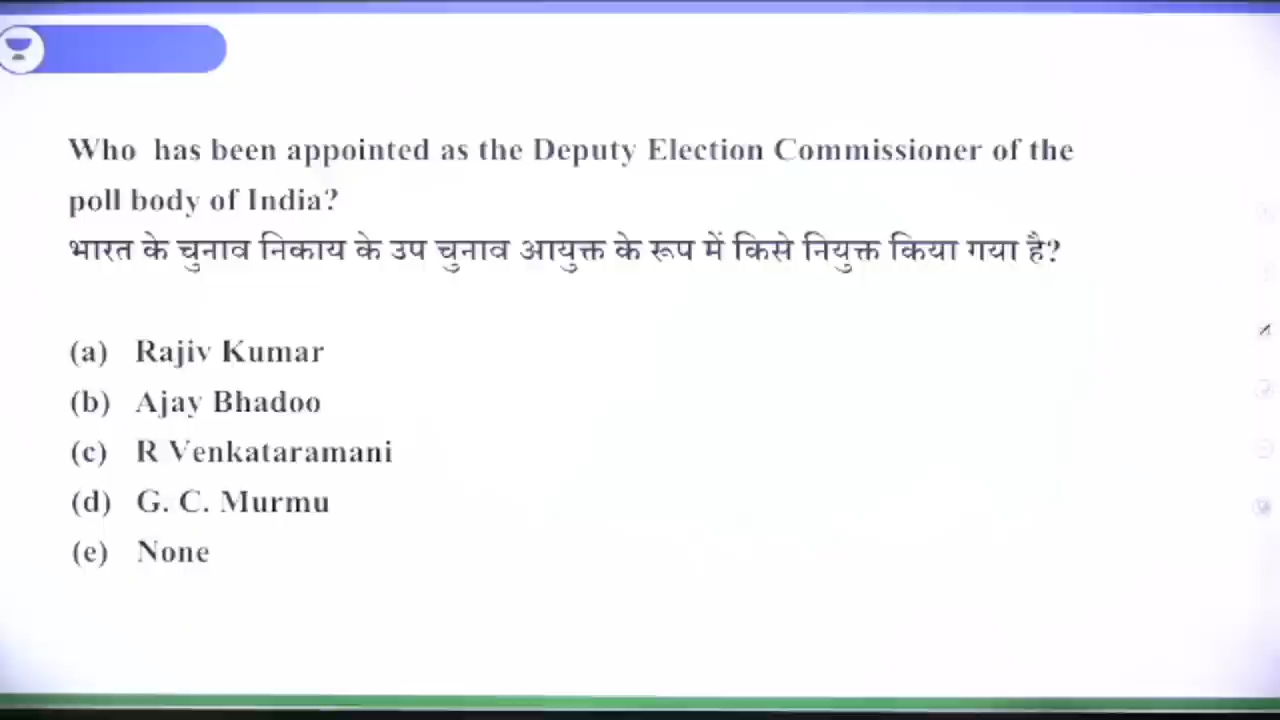 Who has been appointed as the Deputy Election Commissioner of the
poll body of India?
भारत के चुनाव निकाय के उप चुनाव आयुक्त के रूप में किसे नियुक्त किया गया है?
(a) Rajiv Kumar
(b) Ajay Bhadoo
(c) R Venkataramani
(d) G. C. Murmu
(e) None